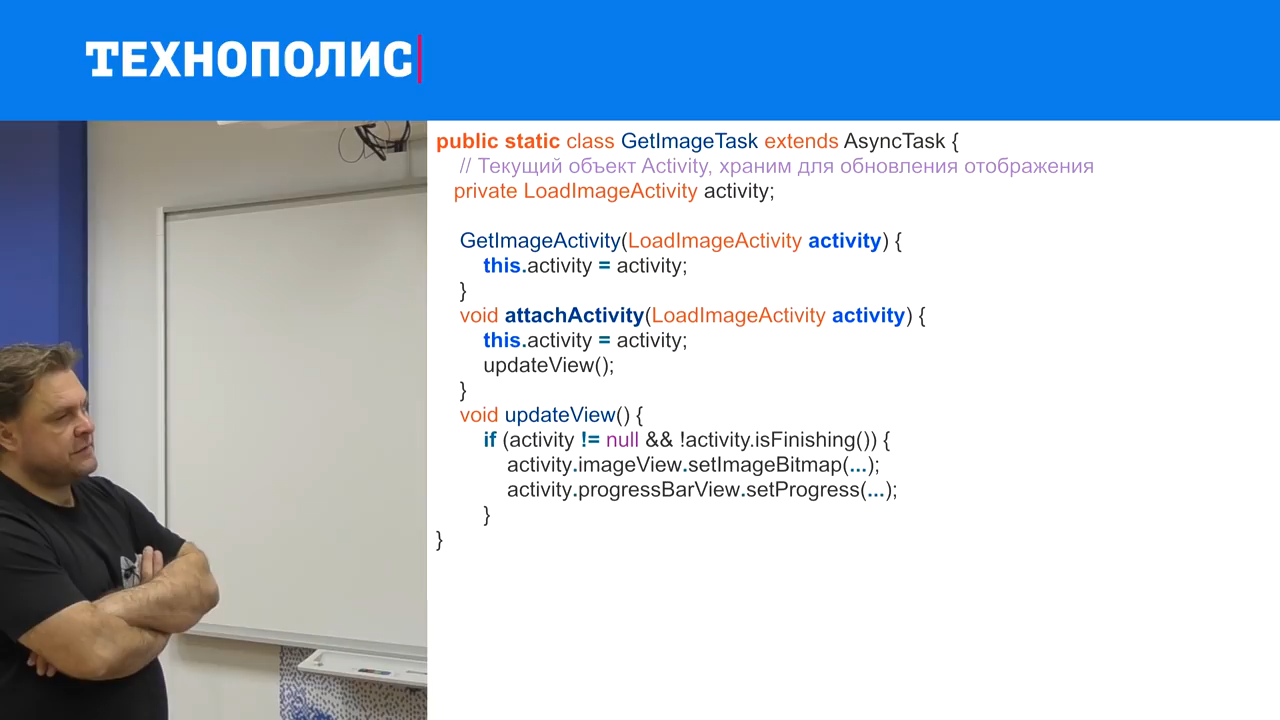 ТЕХНОПОЛИС
public static class GetImageTask extends AsyncTask {
// Текущий объект Activity, храним для обновления отображения
private LoadImageActivity activity;
GetImageActivity(LoadImageActivity activity) {
this.activity = activity;
}
void attachActivity(LoadImageActivity activity) {
this.activity = activity;
updateView();
}
void updateView() {
if (activity != null && !activity.isFinishing()) {
activity.imageView.setImageBitmap(...);
activity.progressBarView.setProgress(...);
}
}